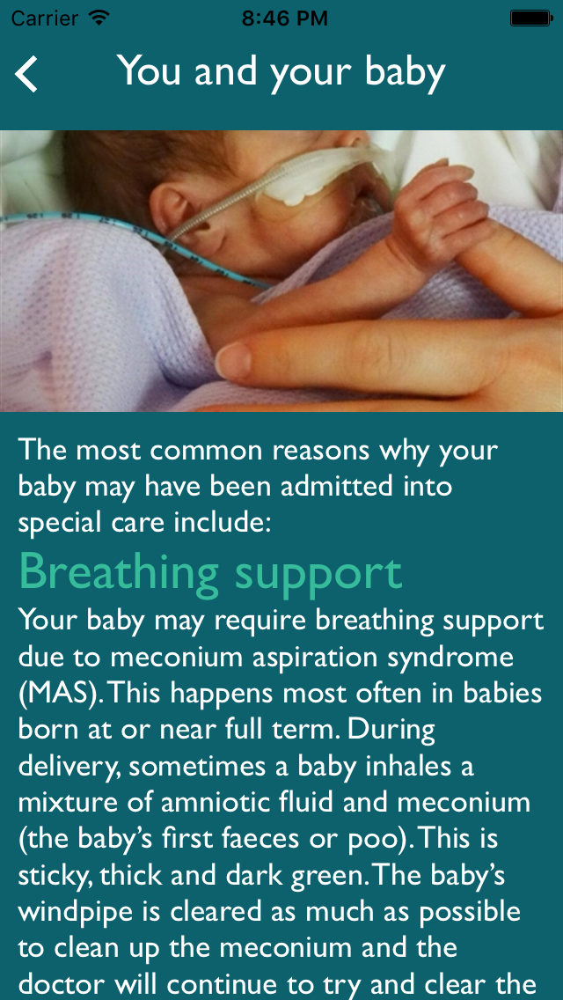 Carrier 8:46 PM
You and your baby
The most common reasons why your
baby may have been admitted into
special care include:
Breathing support
Your baby may require breathing support
due to meconium aspiration syndrome
(MAS). This happens most often in babies
born at or near full term. During
delivery, sometimes a baby inhales a
mixture of amniotic fluid and meconium
(the baby’s first faeces or poo). This is
sticky, thick and dark green. The baby’s
windpipe is cleared as much as possible
to clean up the meconium and the
doctor will continue to try and clear the